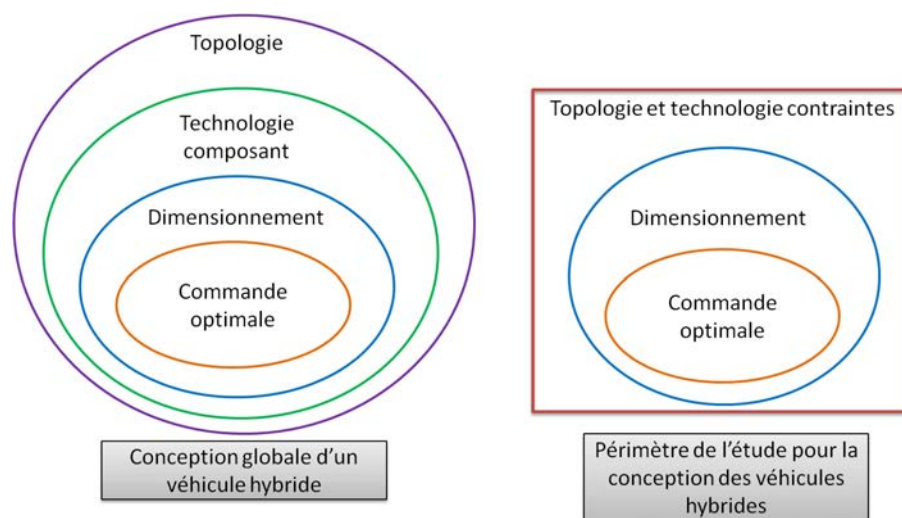 Topologie
Technologie
composant
Dimensionnement
Commande
optimale
Conception globale d'un
véhicule hybride
Topologie et technologie contraintes
Dimensionnement
Commande
optimale
Périmètre de l'étude pour la
conception des véhicules
hybrides